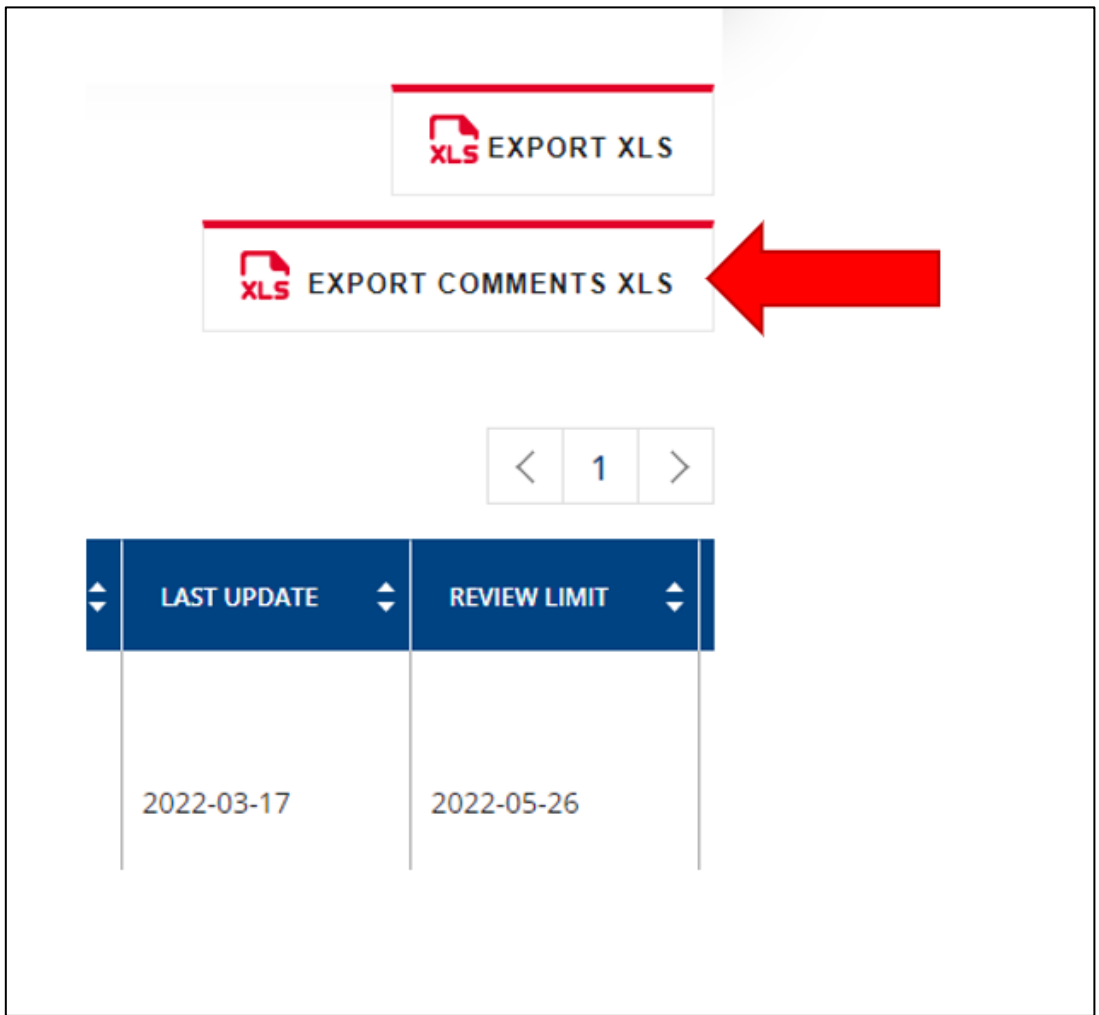 XLS EXPORT XLS
XLS EXPORT COMMENTS XLS
< 1 >
LAST UPDATE REVIEW LIMIT
2022-03-17 2022-05-26